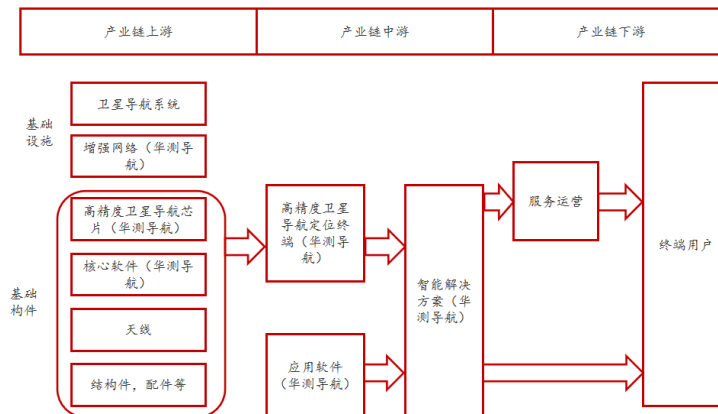 产业链上游
产业链中游
产业链下游
基础
设施
卫星导航系统
增强网络（华测导
航）
基础
构件
高精度卫星导航芯
片（华测导航）
核心软件（华测导
航）
天线
结构件，配件等
高精度卫星
导航定位终
端（华测导
航）
应用软件
（华测导航）
智能解决
方案（华
测导航）
服务运营
终端用户